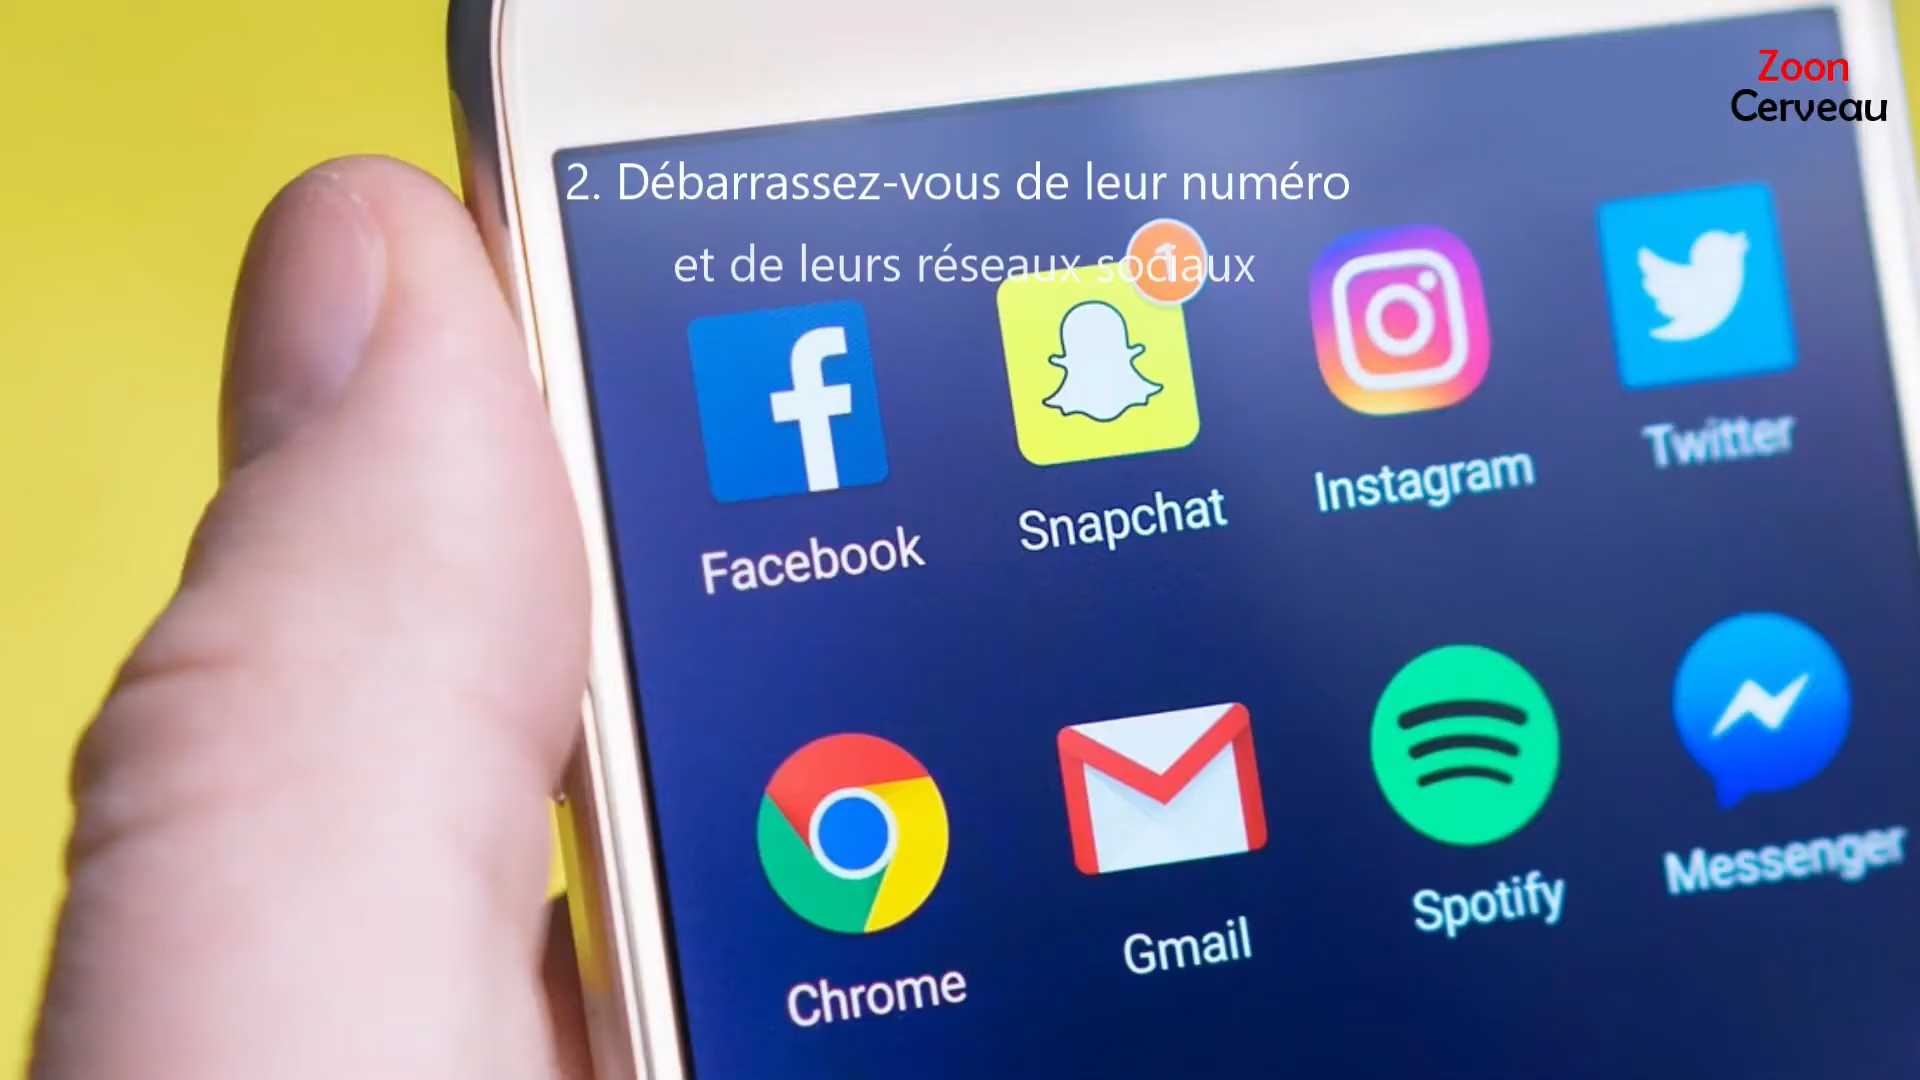 Zoon
Cerveau
2. Débarrassez-vous de leur numéro
et de leurs réseaux sociaux
1
Facebook
Snapchat
Instagram
Twitter
Chrome
Gmail
Spotify
Messenger